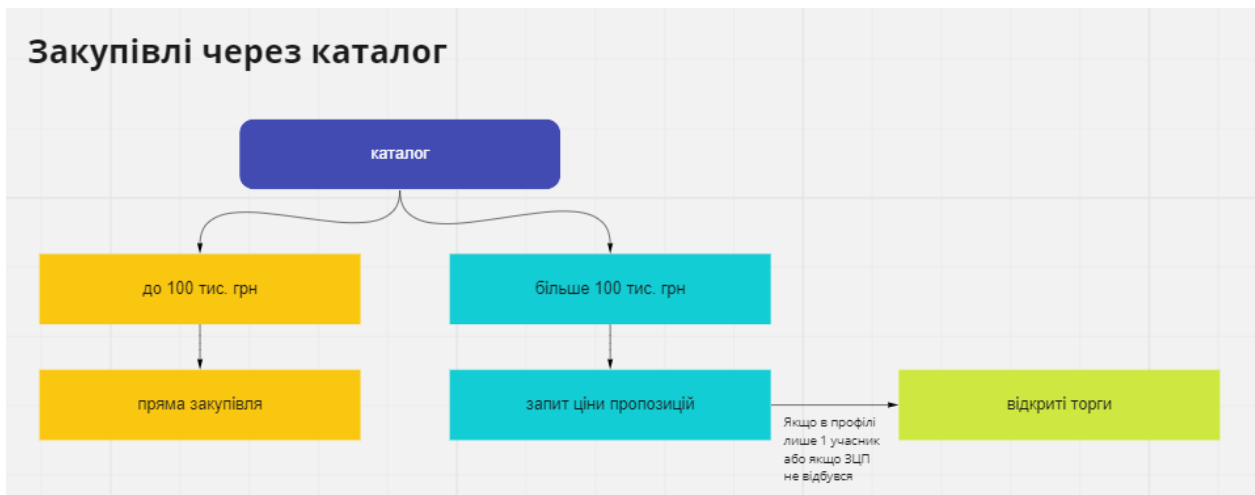 Закупівлі через каталог
каталог
до 100 тис. грн
більше 100 тис. грн
пряма закупівля
запит ціни пропозицій
відкриті торги
Якщо в профілі
лише 1 учасник
або якщо ЗЦП
не відбувся